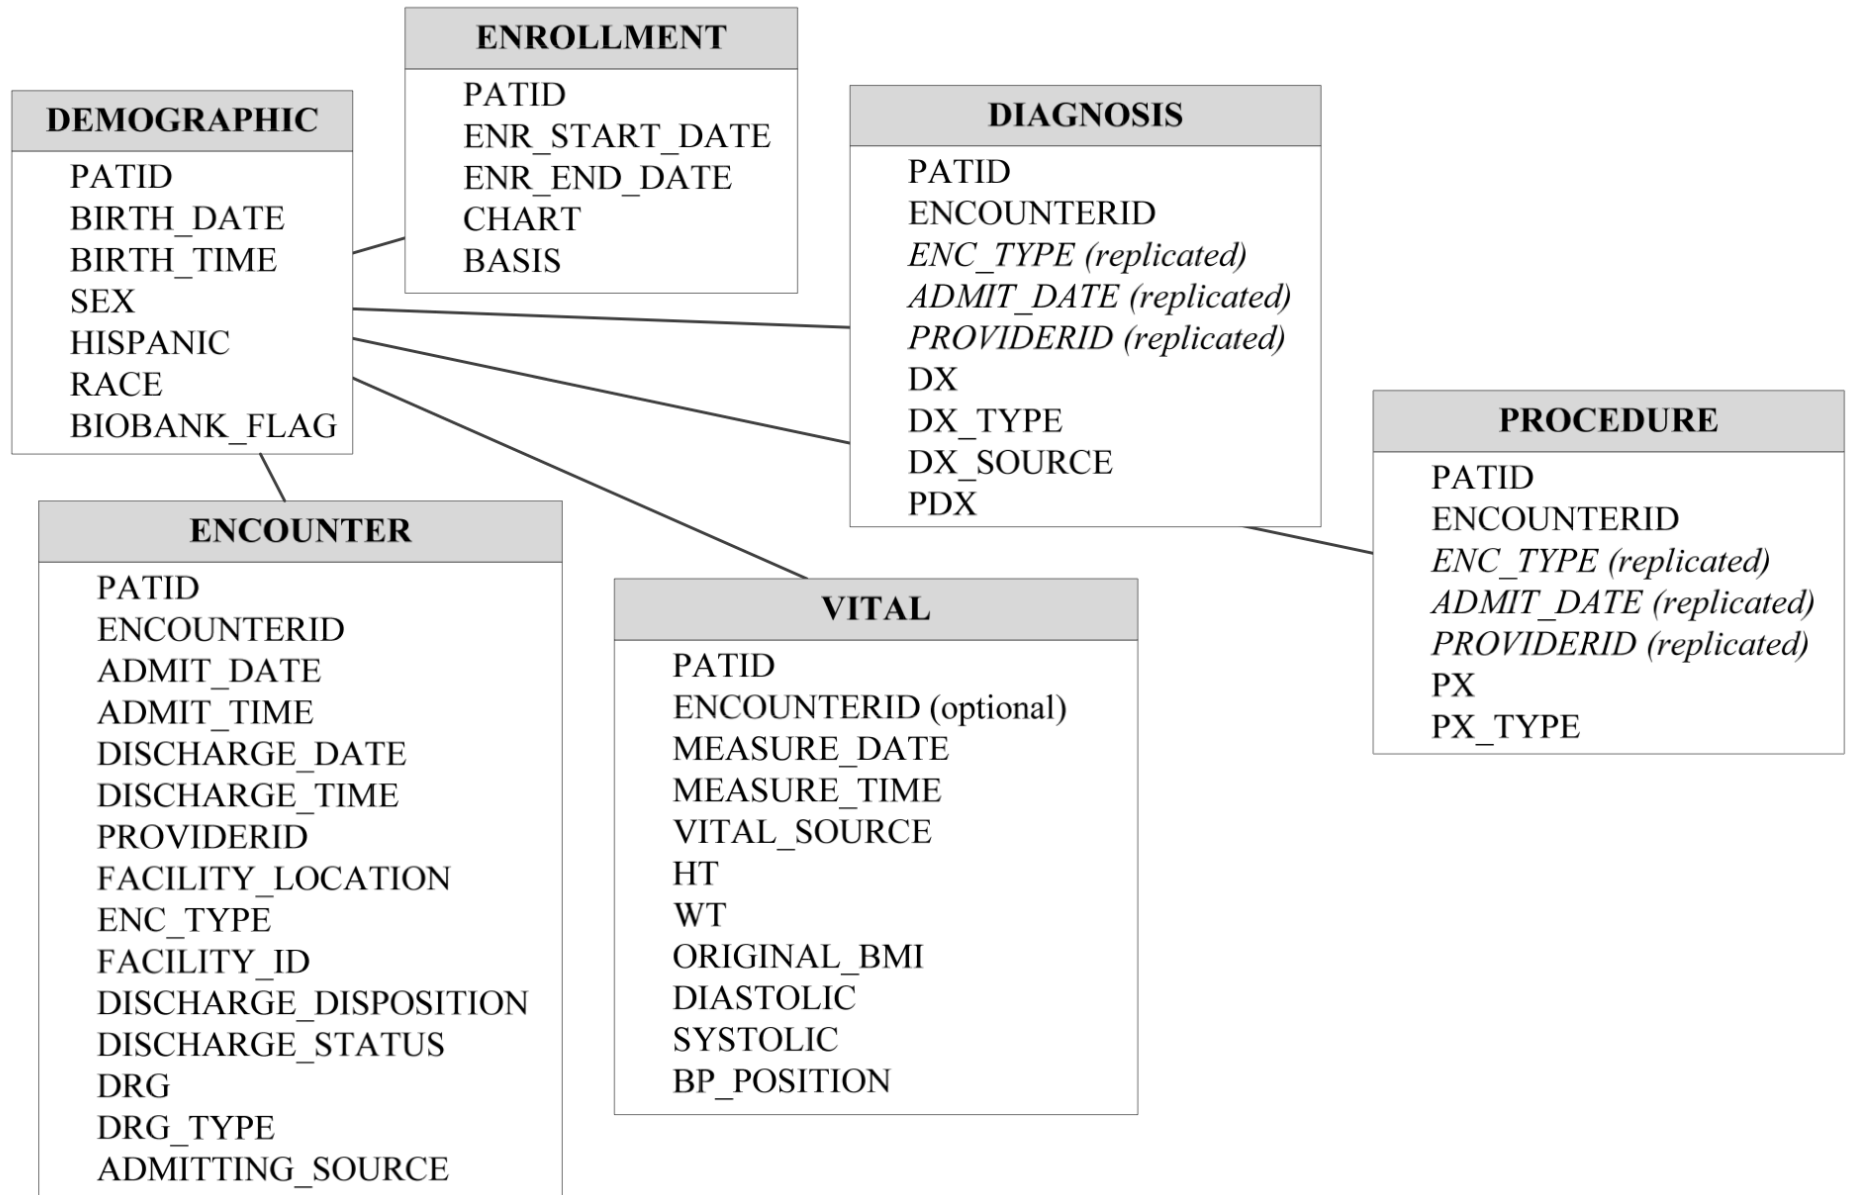 ENROLLMENT
PATID
ENR_START_DATE
ENR_END_DATE
CHART
BASIS
DEMOGRAPHIC
PATID
BIRTH_DATE
BIRTH_TIME
SEX
HISPANIC
RACE
BIOBANK_FLAG
DIAGNOSIS
PATID
ENCOUNTERID
ENC_TYPE (replicated)
ADMIT_DATE (replicated)
PROVIDERID (replicated)
DX
DX_TYPE
DX_SOURCE
PDX
PROCEDURE
PATID
ENCOUNTERID
ENC_TYPE (replicated)
ADMIT_DATE (replicated)
PROVIDERID (replicated)
PX
PX_TYPE
ENCOUNTER
PATID
ENCOUNTERID
ADMIT_DATE
ADMIT_TIME
DISCHARGE_DATE
DISCHARGE_TIME
PROVIDERID
FACILITY_LOCATION
ENC_TYPE
FACILITY_ID
DISCHARGE_DISPOSITION
DISCHARGE_STATUS
DRG
DRG_TYPE
ADMITTING_SOURCE
VITAL
PATID
ENCOUNTERID (optional)
MEASURE_DATE
MEASURE_TIME
VITAL_SOURCE
HT
WT
ORIGINAL_BMI
DIASTOLIC
SYSTOLIC
BP_POSITION